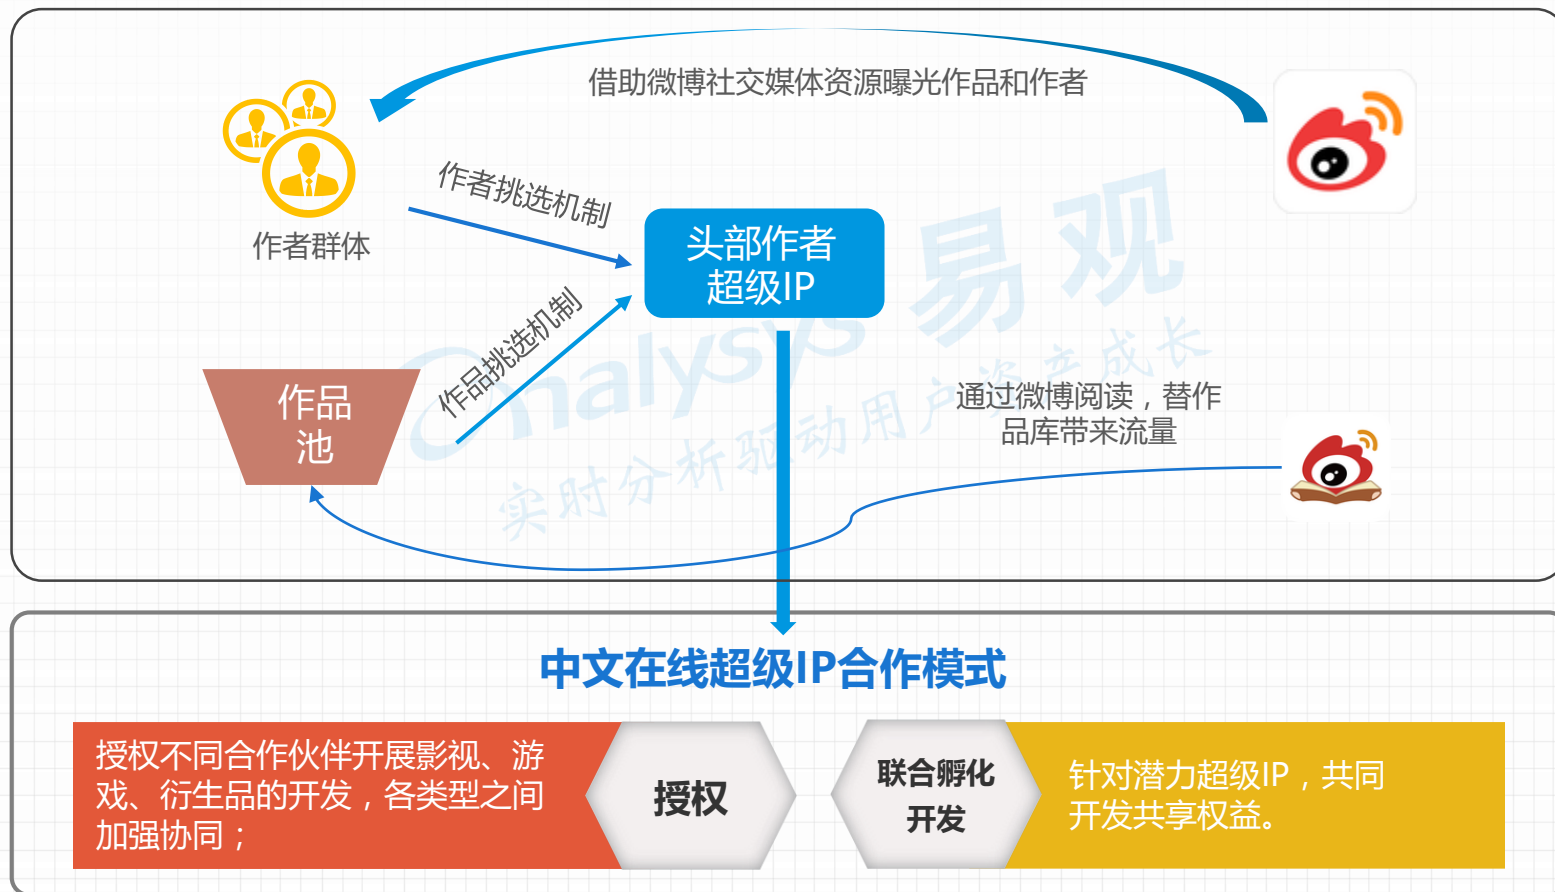 借助微博社交媒体资源曝光作品和作者
作者挑选机制
作者群体
头部作者
超级IP
作品挑选机制
作品
池
通过微博阅读，替作
品库带来流量
analysys 易观
实时分析驱动用户资产成长
中文在线超级IP合作模式
授权不同合作伙伴开展影视、游
戏、衍生品的开发，各类型之间
加强协同；
授权
联合孵化
开发
针对潜力超级IP，共同
开发共享权益。